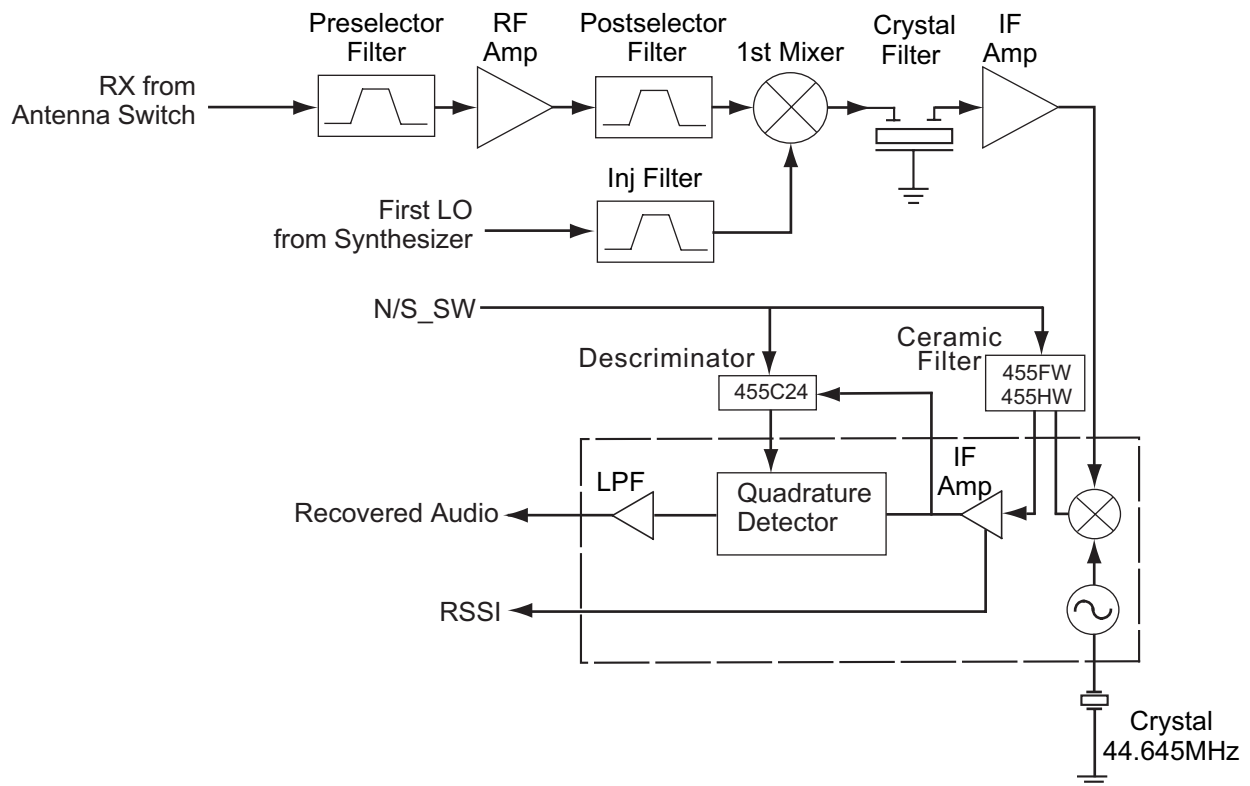 Preselector
Filter
RF
Amp
Postselector
Filter
1st Mixer
Crystal
Filter
IF
Amp
RX from
Antenna Switch
Inj Filter
First LO
from Synthesizer
N/S_SW
Ceramic
Filter
Descriminator
455FW
455HW
455C24
IF
Amp
LPF
Quadrature
Detector
Recovered Audio
RSSI
Crystal
44.645MHz